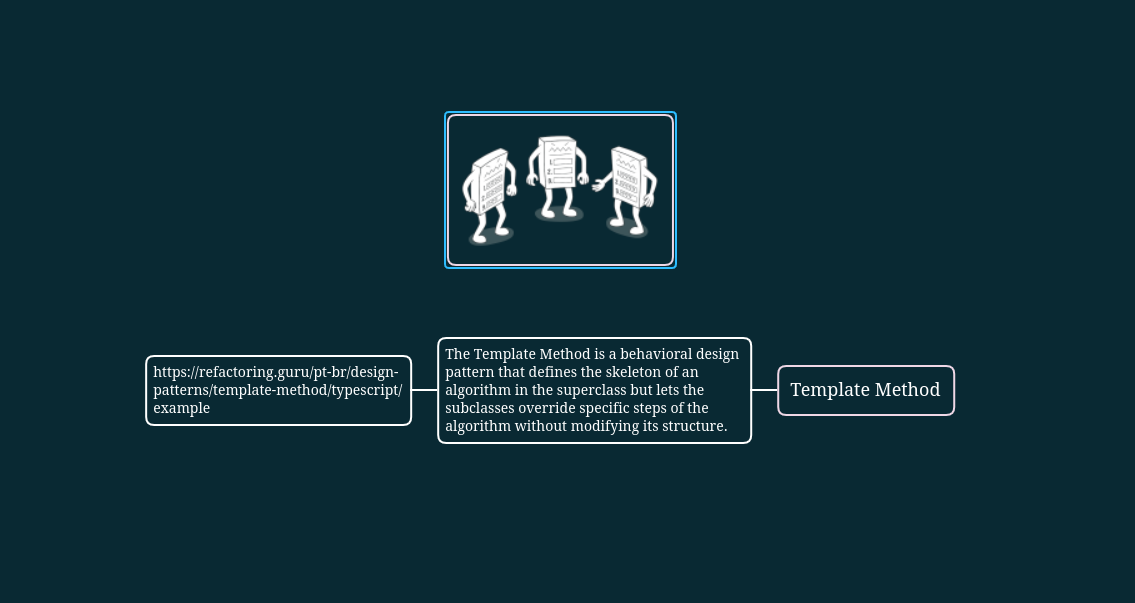 https://refactoring.guru/pt-br/design-
patterns/template-method/typescript/
example
The Template Method is a behavioral design
pattern that defines the skeleton of an
algorithm in the superclass but lets the
subclasses override specific steps of the
algorithm without modifying its structure.
Template Method